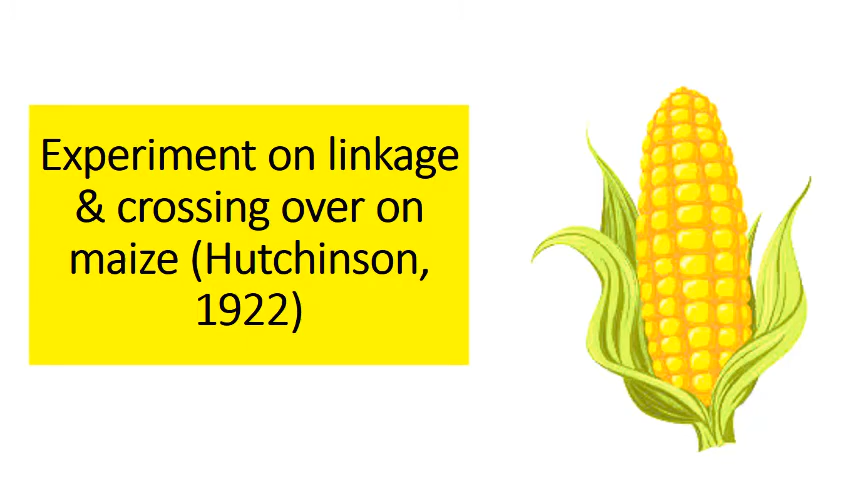 Experiment on linkage
& crossing over on
maize (Hutchinson,
1922)